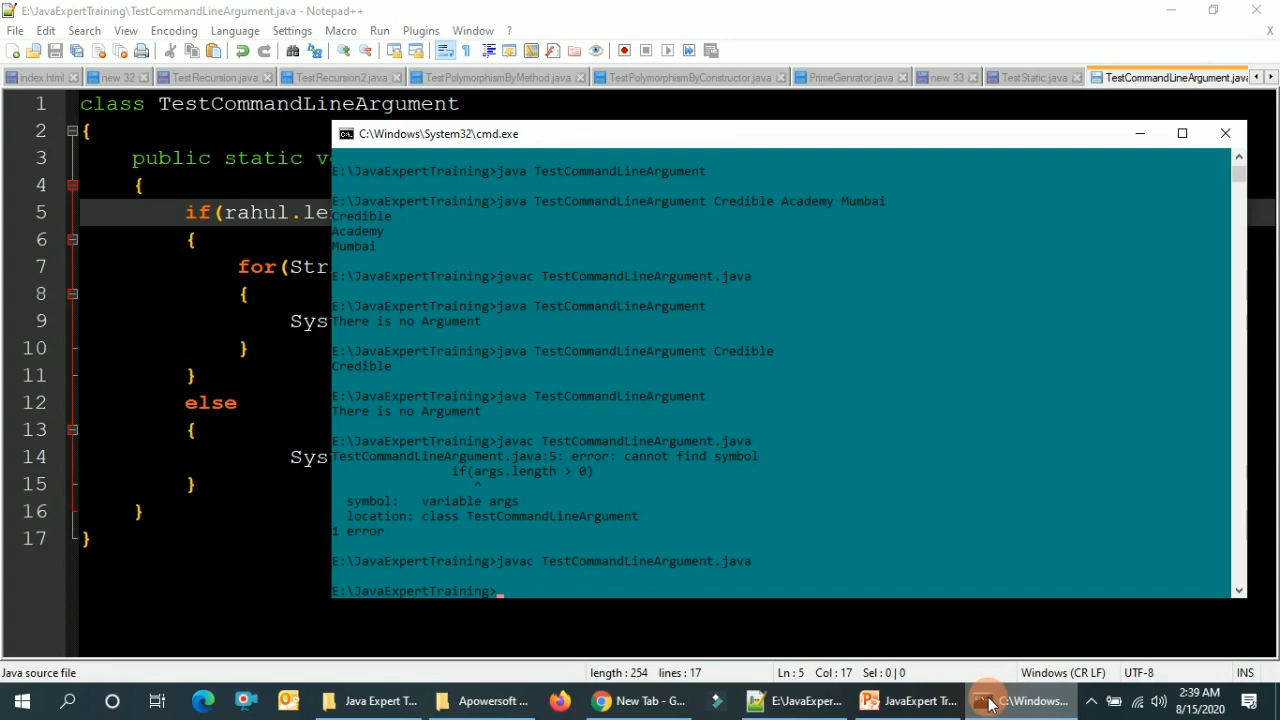 E:\JavaExpertTraining\TestCommandLineArgument.java - Notepad++
File Edit Search View Encoding Language Settings Macro Run Plugins Window ?
index.html new 32 TestRecursion.java TestRecursion2.java TestPolymorphismByMethod.java TestPolymorphismByConstructor.java PrimeGenrator.java new 33 TestStatic.java TestCommandLineArgument.java
1 class TestCommandLineArgument
2 {
3 public static v
4 {
5 if(rahul.le
6 {
7 for(Str
8 {
9 Sys
10 }
11 }
12 else
13 {
14 Sys
15 }
16 }
17 }
C:\Windows\System32\cmd.exe
E:\JavaExpertTraining>java TestCommandLineArgument
E:\JavaExpertTraining>java TestCommandLineArgument Credible Academy Mumbai
Credible
Academy
Mumbai
E:\JavaExpertTraining>javac TestCommandLineArgument.java
E:\JavaExpertTraining>java TestCommandLineArgument
There is no Argument
E:\JavaExpertTraining>java TestCommandLineArgument Credible
Credible
E:\JavaExpertTraining>java TestCommandLineArgument
There is no Argument
E:\JavaExpertTraining>javac TestCommandLineArgument.java
TestCommandLineArgument.java:5: error: cannot find symbol
if(args.length > 0)
^
symbol: variable args
location: class TestCommandLineArgument
1 error
E:\JavaExpertTraining>javac TestCommandLineArgument.java
E:\JavaExpertTraining>
Java source file length : 254 lines : 17 Ln : 5 Col : 17 Sel : 0 | 0 Windows (CR LF) UTF-8 INS
Java Expert T... Apowersoft ... New Tab - G... E:\JavaExper... JavaExpert Tr... C:\Windows... 2:39 AM
8/15/2020